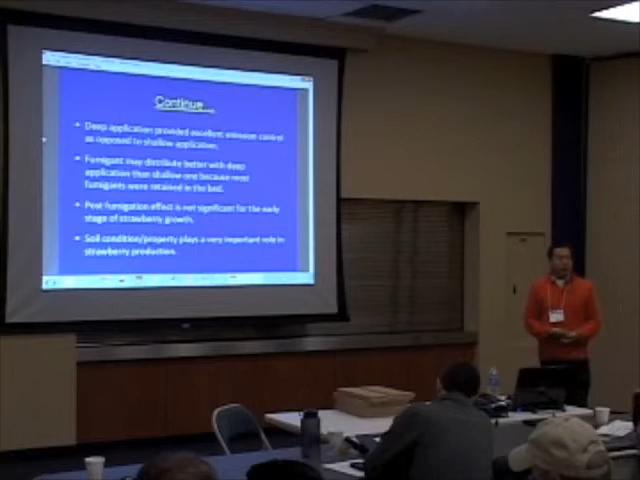 Continue...
• Deep application provided excellent emission control
as opposed to shallow application.
• Fumigant may distribute better with deep
application than shallow one because most
fumigants were retained in the bed.
• Post fumigation effect is not significant for the early
stage of strawberry growth.
• Soil condition/property plays a very important role in
strawberry production.